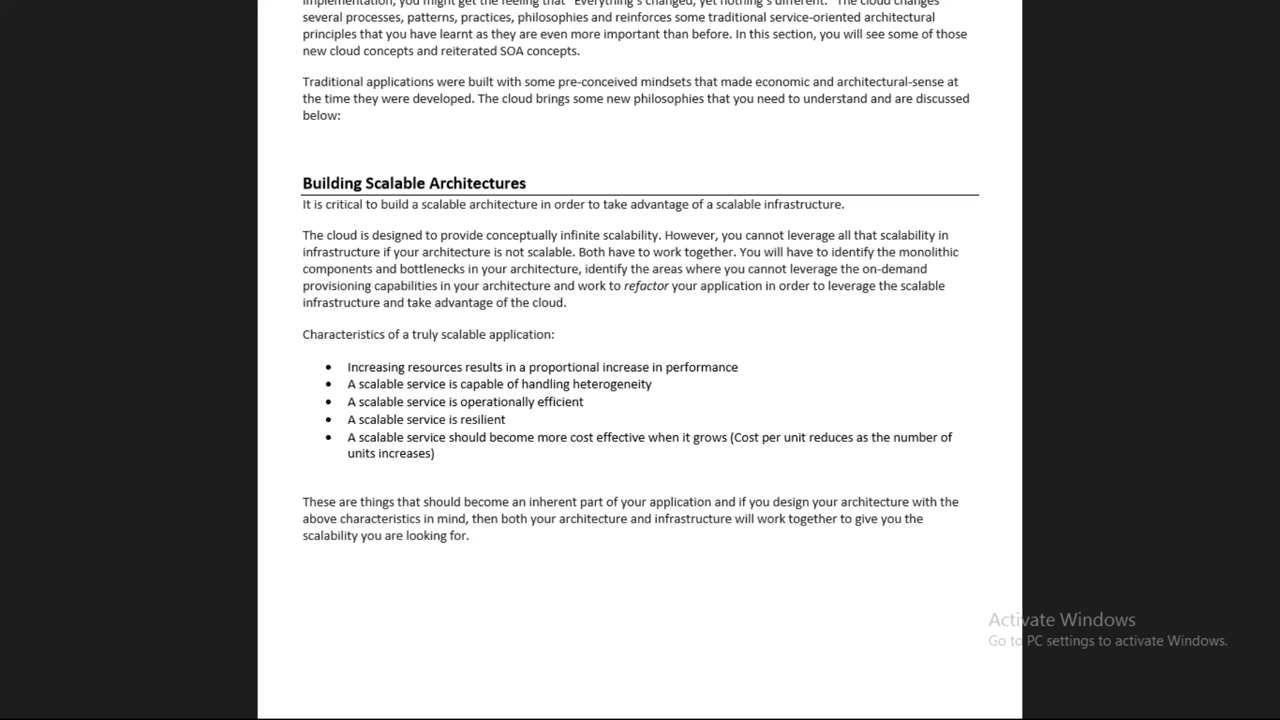 implementation, you might get the feeling that "Everything's changed, yet nothing's different." The cloud changes
several processes, patterns, practices, philosophies and reinforces some traditional service-oriented architectural
principles that you have learnt as they are even more important than before. In this section, you will see some of those
new cloud concepts and reiterated SOA concepts.
Traditional applications were built with some pre-conceived mindsets that made economic and architectural-sense at
the time they were developed. The cloud brings some new philosophies that you need to understand and are discussed
below:
Building Scalable Architectures
It is critical to build a scalable architecture in order to take advantage of a scalable infrastructure.
The cloud is designed to provide conceptually infinite scalability. However, you cannot leverage all that scalability in
infrastructure if your architecture is not scalable. Both have to work together. You will have to identify the monolithic
components and bottlenecks in your architecture, identify the areas where you cannot leverage the on-demand
provisioning capabilities in your architecture and work to refactor your application in order to leverage the scalable
infrastructure and take advantage of the cloud.
Characteristics of a truly scalable application:
• Increasing resources results in a proportional increase in performance
• A scalable service is capable of handling heterogeneity
• A scalable service is operationally efficient
• A scalable service is resilient
• A scalable service should become more cost effective when it grows (Cost per unit reduces as the number of
units increases)
These are things that should become an inherent part of your application and if you design your architecture with the
above characteristics in mind, then both your architecture and infrastructure will work together to give you the
scalability you are looking for.
Activate Windows
Go to PC settings to activate Windows.